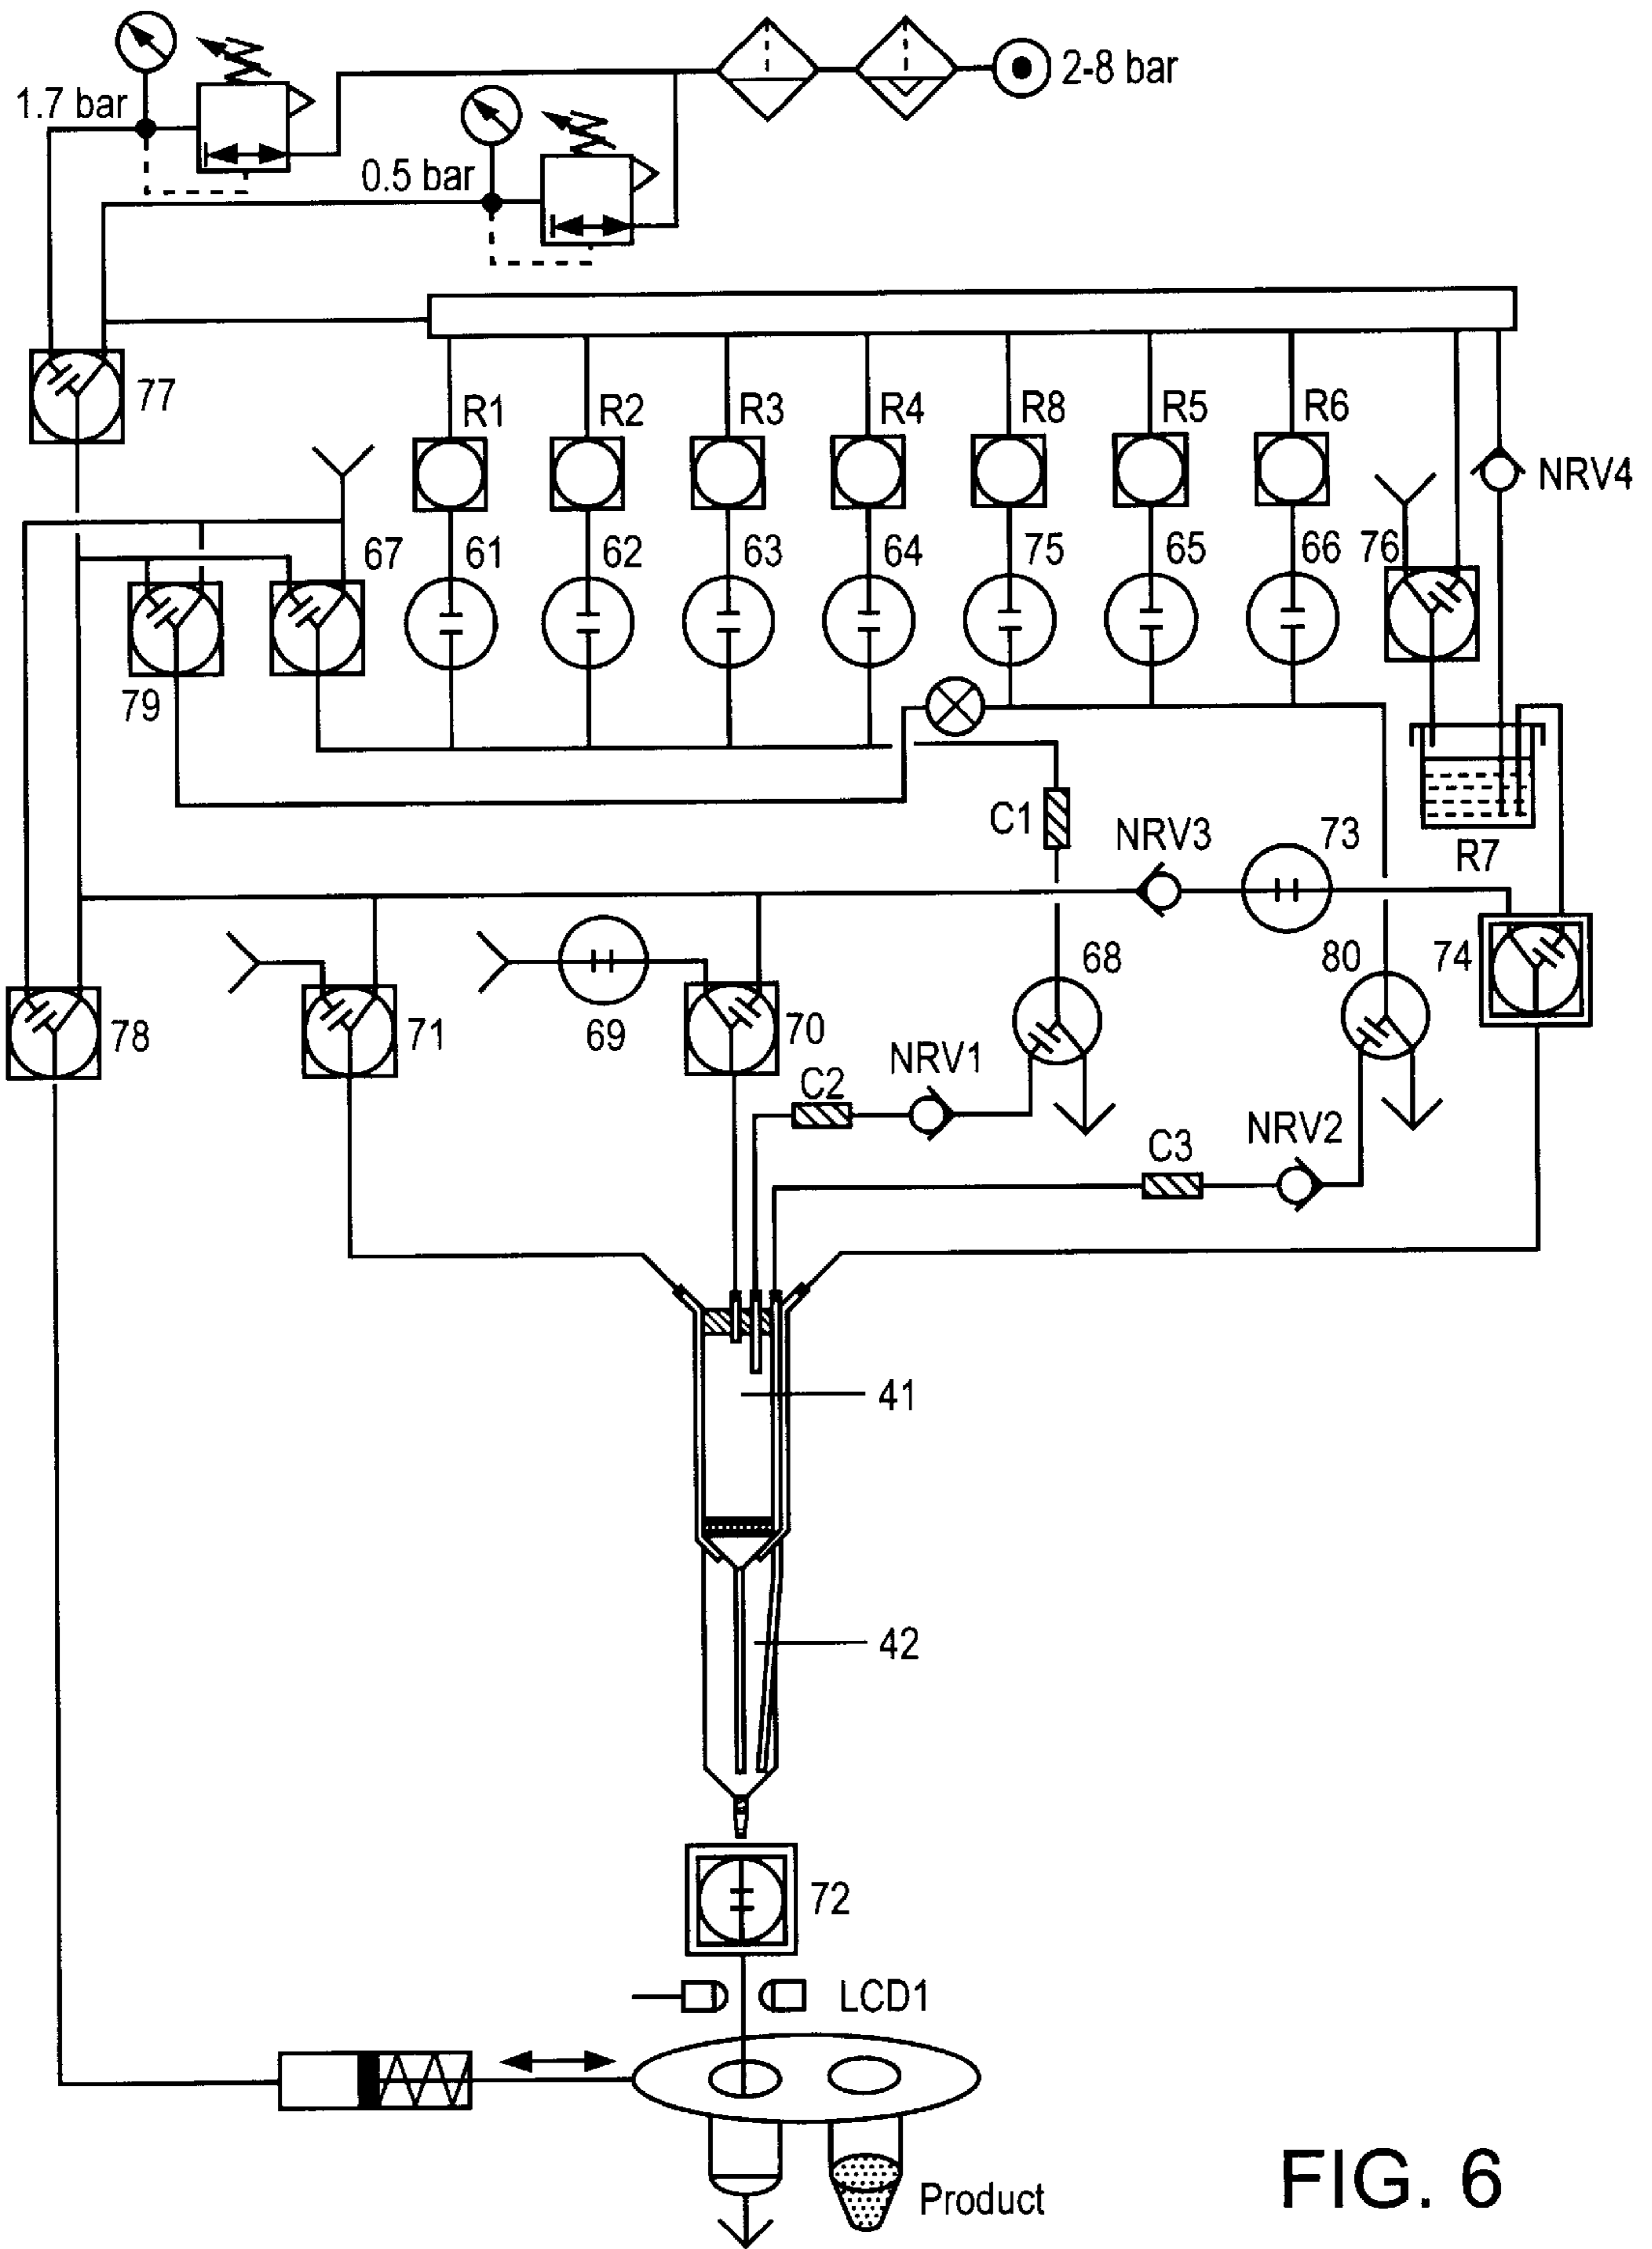 2-8 bar
1.7 bar
0.5 bar
77
R1
R2
R3
R4
R8
R5
R6
NRV4
67
61
62
63
64
75
65
66
76
79
C1
NRV3
73
R7
78
71
69
70
68
80
74
NRV1
C2
NRV2
C3
41
42
72
LCD1
Product
FIG. 6